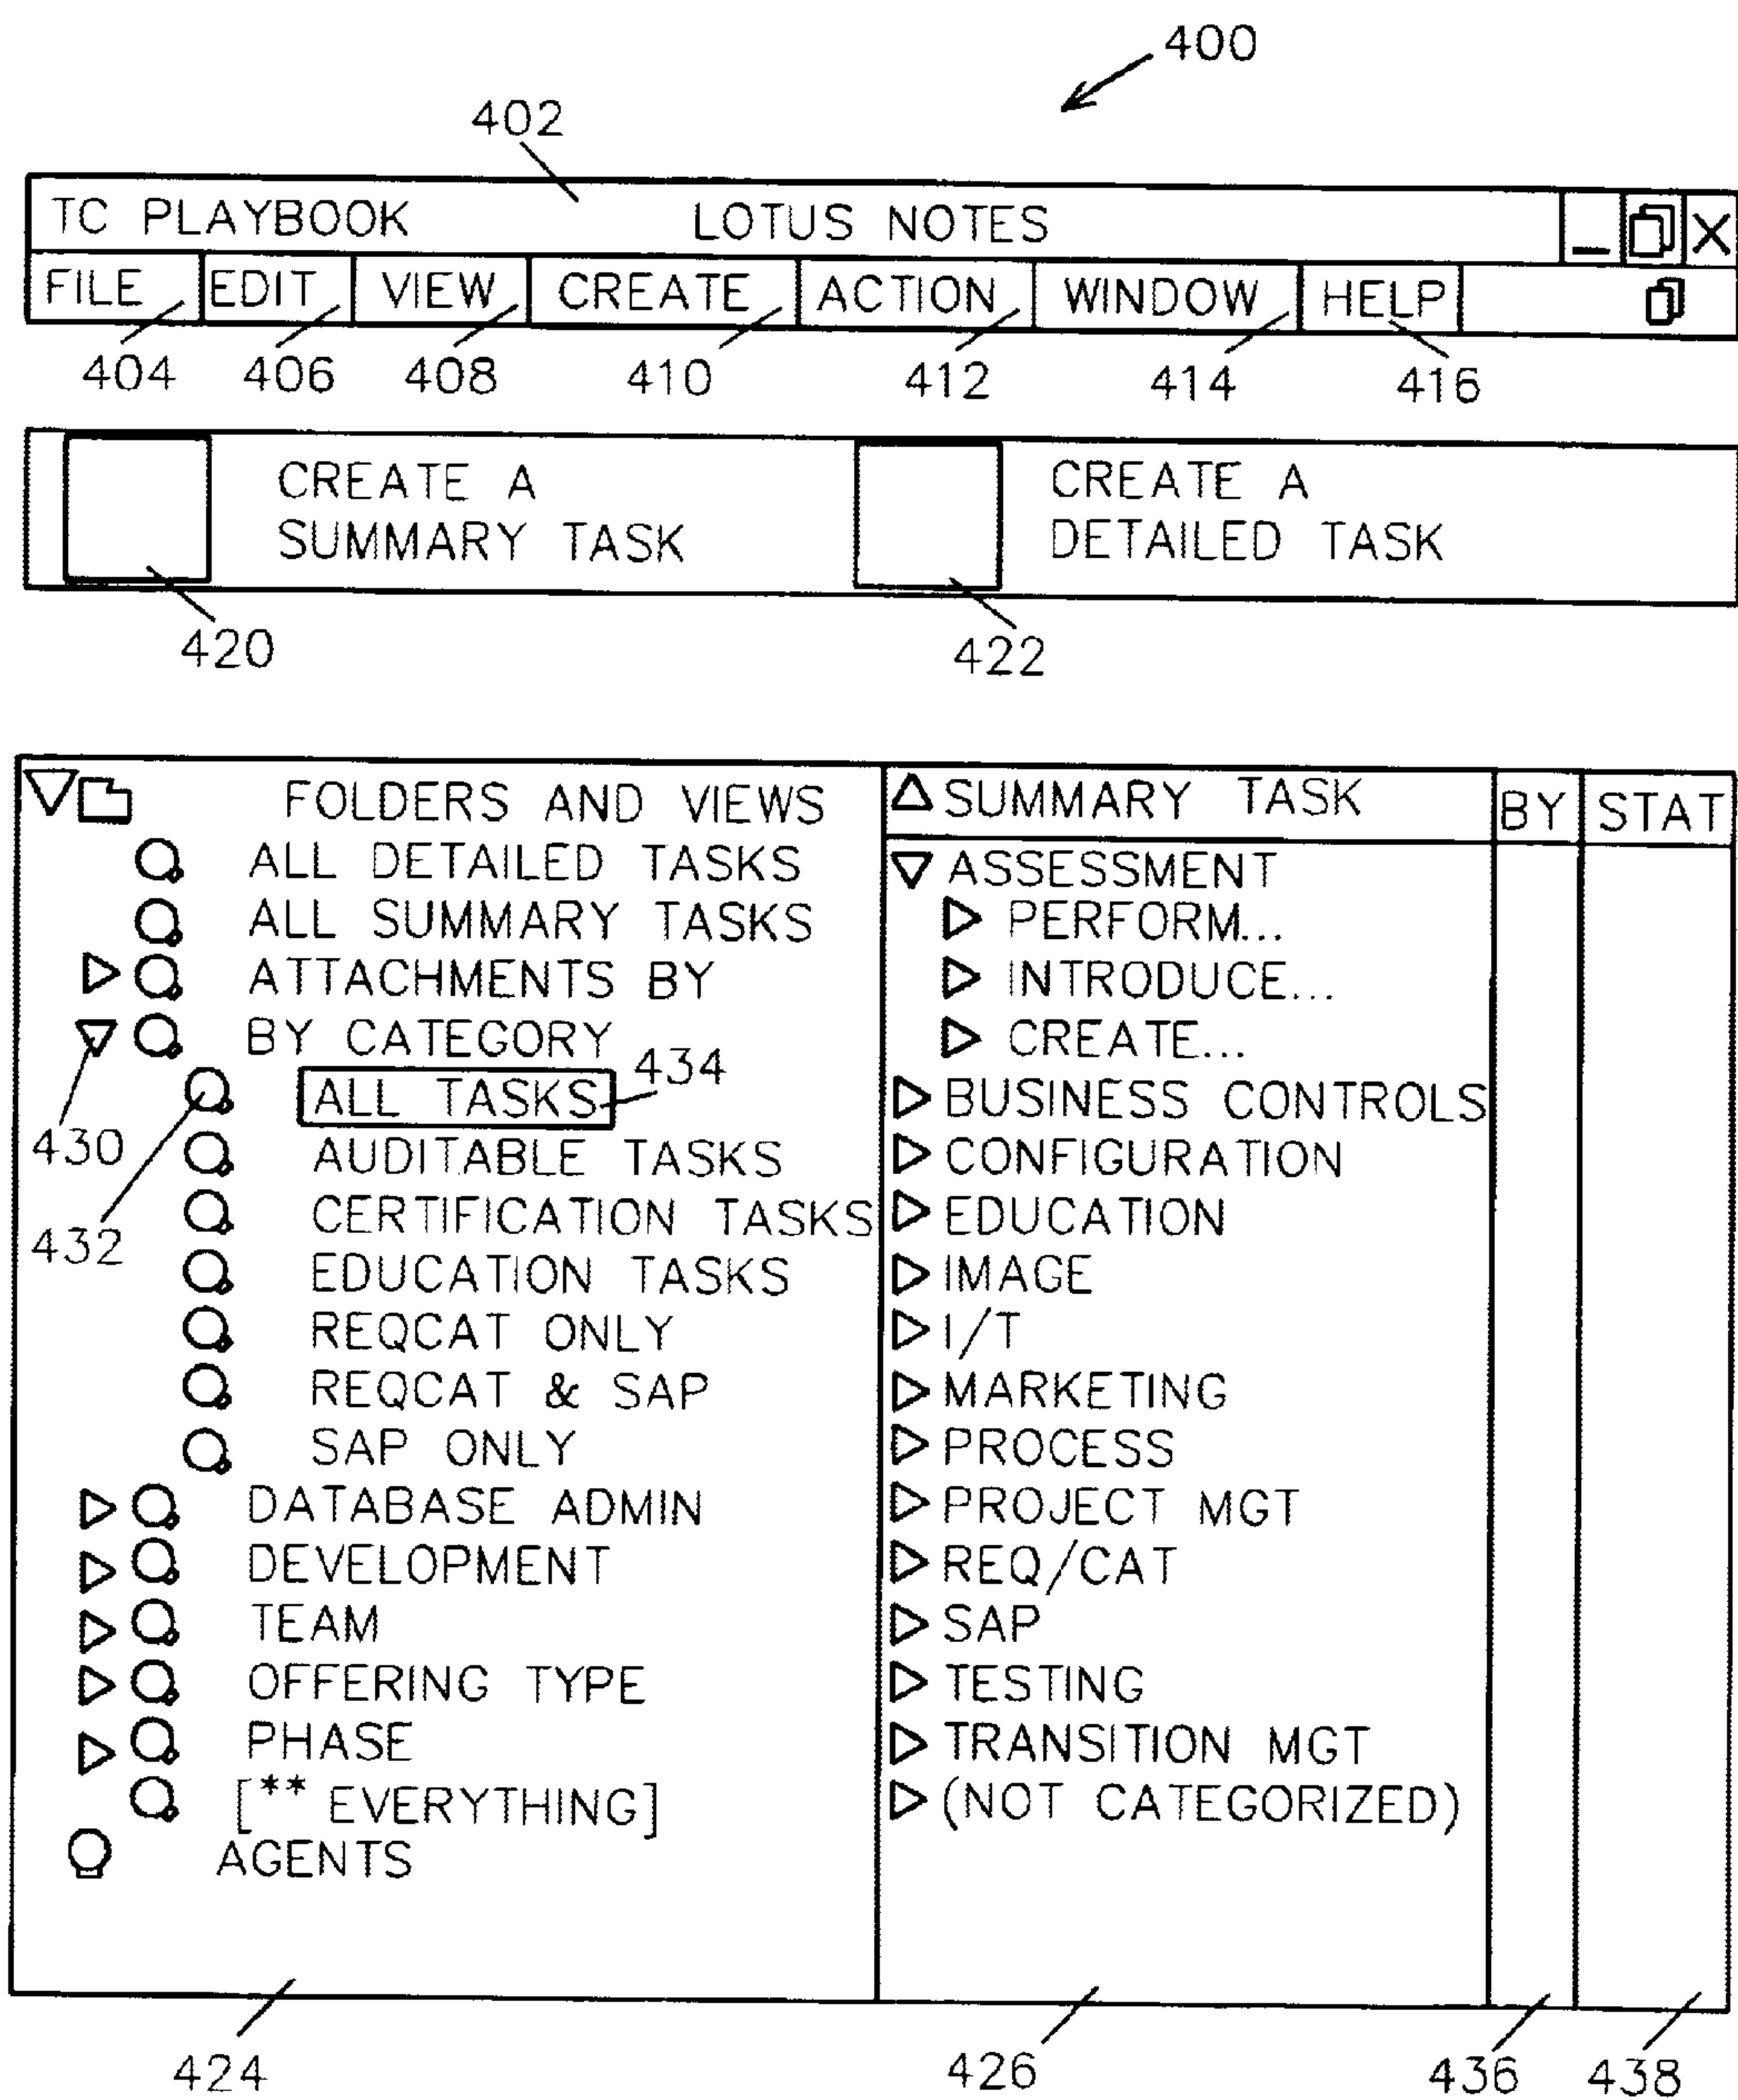 400
402
TC PLAYBOOK LOTUS NOTES
FILE EDIT VIEW CREATE ACTION WINDOW HELP
404 406 408 410 412 414 416
CREATE A
SUMMARY TASK
CREATE A
DETAILED TASK
420 422
FOLDERS AND VIEWS
ALL DETAILED TASKS
ALL SUMMARY TASKS
ATTACHMENTS BY
BY CATEGORY
ALL TASKS
434
430
AUDITABLE TASKS
CERTIFICATION TASKS
432
EDUCATION TASKS
REQCAT ONLY
REQCAT & SAP
SAP ONLY
DATABASE ADMIN
DEVELOPMENT
TEAM
OFFERING TYPE
PHASE
[** EVERYTHING]
AGENTS
SUMMARY TASK BY STAT
ASSESSMENT
PERFORM...
INTRODUCE...
CREATE...
BUSINESS CONTROLS
CONFIGURATION
EDUCATION
IMAGE
I/T
MARKETING
PROCESS
PROJECT MGT
REQ/CAT
SAP
TESTING
TRANSITION MGT
(NOT CATEGORIZED)
424 426 436 438